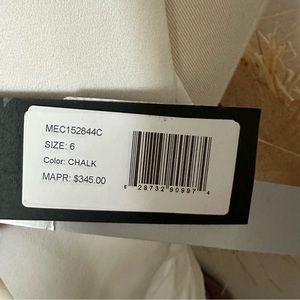 MEC152844C
SIZE: 6
Color: CHALK
MAPR: $345.00
6 28732 90997 4